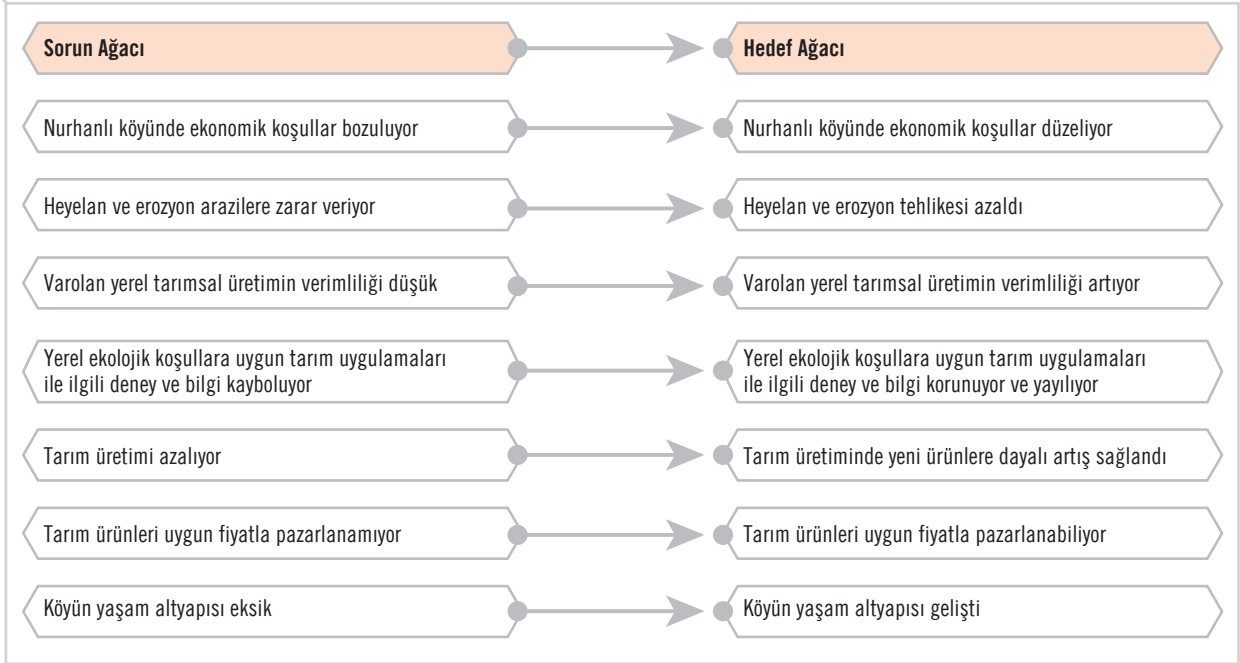 Sorun Ağacı
Hedef Ağacı
Nurhanlı köyünde ekonomik koşullar bozuluyor
Nurhanlı köyünde ekonomik koşullar düzeliyor
Heyelan ve erozyon arazilere zarar veriyor
Heyelan ve erozyon tehlikesi azaldı
Varolan yerel tarımsal üretimin verimliliği düşük
Varolan yerel tarımsal üretimin verimliliği artıyor
Yerel ekolojik koşullara uygun tarım uygulamaları
ile ilgili deney ve bilgi kayboluyor
Yerel ekolojik koşullara uygun tarım uygulamaları
ile ilgili deney ve bilgi korunuyor ve yayılıyor
Tarım üretimi azalıyor
Tarım üretiminde yeni ürünlere dayalı artış sağlandı
Tarım ürünleri uygun fiyatla pazarlanamıyor
Tarım ürünleri uygun fiyatla pazarlanabiliyor
Köyün yaşam altyapısı eksik
Köyün yaşam altyapısı gelişti